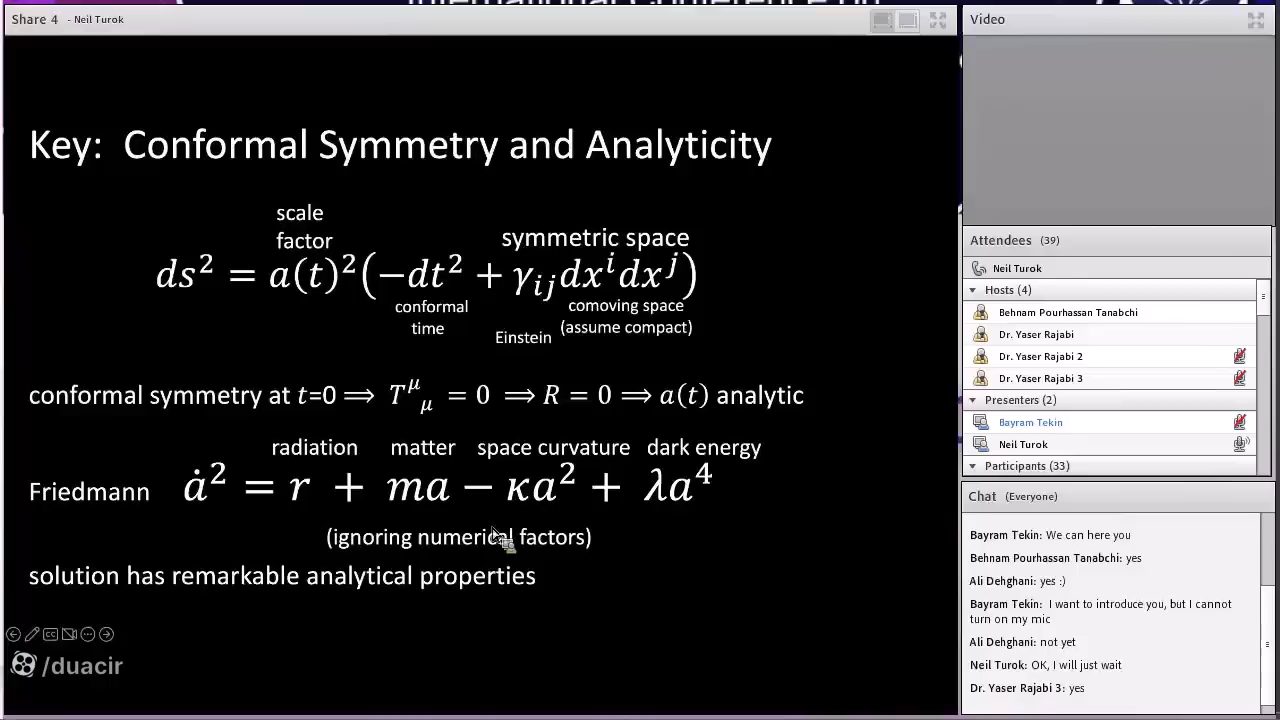 International Conference on
Share 4 - Neil Turok
Key: Conformal Symmetry and Analyticity
scale
factor
symmetric space
ds² = a(t)²(−dt² + γᵢⱼdxⁱdxʲ)
conformal
time
comoving space
(assume compact)
Einstein
conformal symmetry at t=0 ⟹ T^μ_μ = 0 ⟹ R = 0 ⟹ a(t) analytic
radiation matter space curvature dark energy
Friedmann ȧ² = r + ma − κa² + λa⁴
(ignoring numerical factors)
solution has remarkable analytical properties
CC
/duacir
Video
Attendees (39)
Neil Turok
Hosts (4)
Behnam Pourhassan Tanabchi
Dr. Yaser Rajabi
Dr. Yaser Rajabi 2
Dr. Yaser Rajabi 3
Presenters (2)
Bayram Tekin
Neil Turok
Participants (33)
Chat (Everyone)
Bayram Tekin: We can here you
Behnam Pourhassan Tanabchi: yes
Ali Dehghani: yes :)
Bayram Tekin: I want to introduce you, but I cannot
turn on my mic
Ali Dehghani: not yet
Neil Turok: OK, I will just wait
Dr. Yaser Rajabi 3: yes